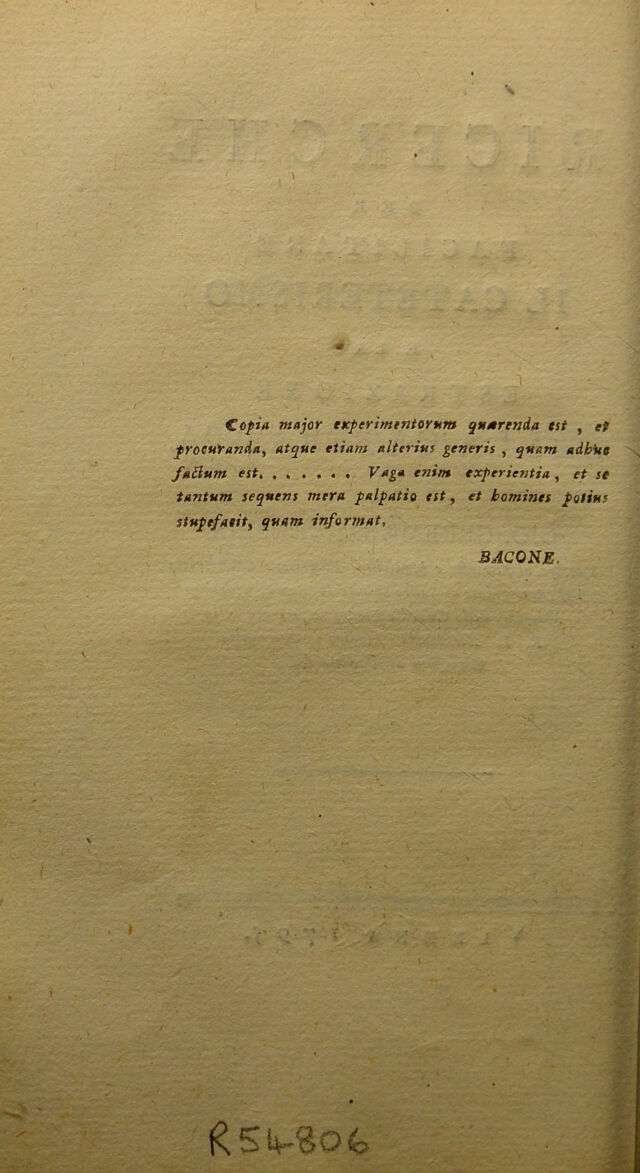 Copia major experimentorum quærenda est , et
procuranda, atque etiam alterius generis , quam adhuc
factum est. . . . . . . Vaga enim experientia, et se
tantum sequens mera palpatio est, et homines potius
stupefacit, quam informat.
BACONE.
R54806